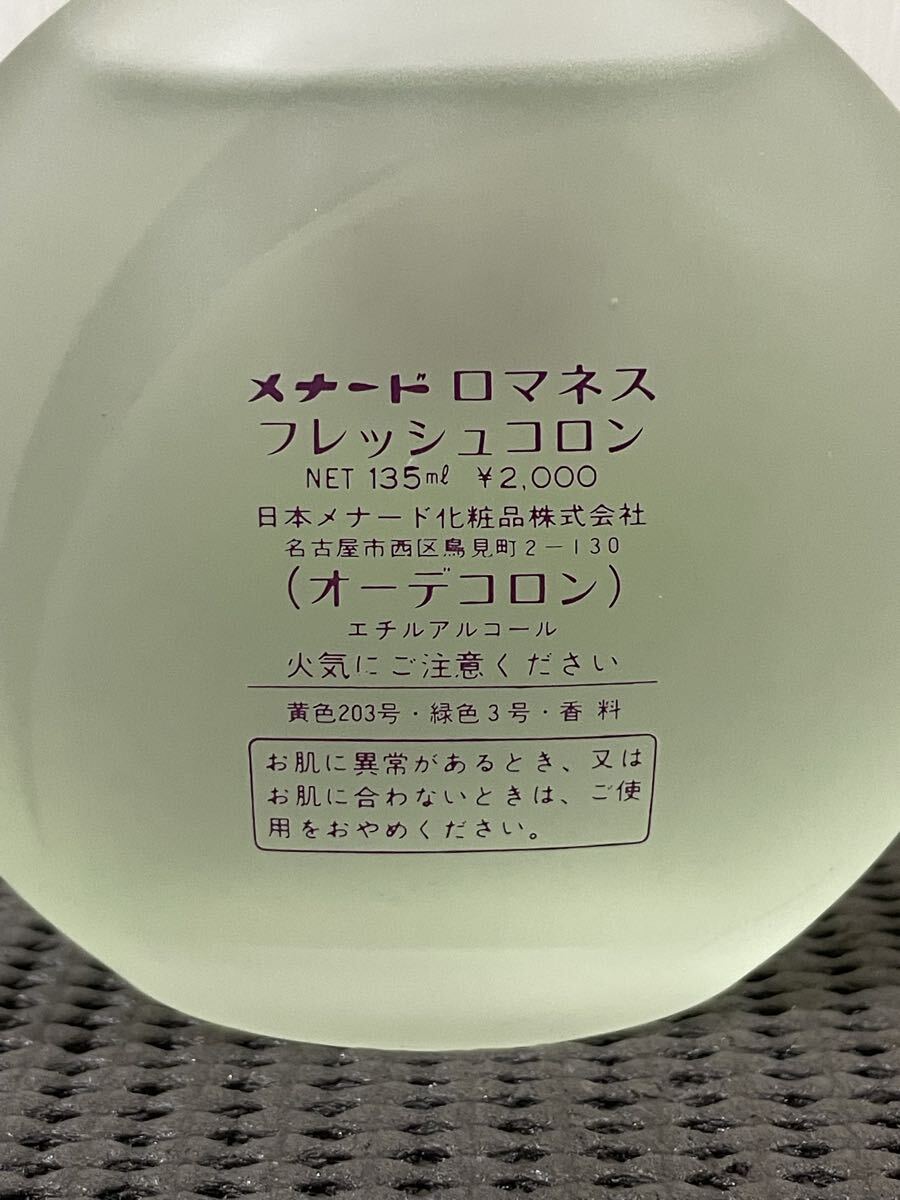 メナード ロマネス
フレッシュコロン
NET 135ml ¥2,000
日本メナード化粧品株式会社
名古屋市西区鳥見町2-130
(オーデコロン)
エチルアルコール
火気にご注意ください
黄色203号・緑色3号・香料
お肌に異常があるとき、又は
お肌に合わないときは、ご使
用をおやめください。